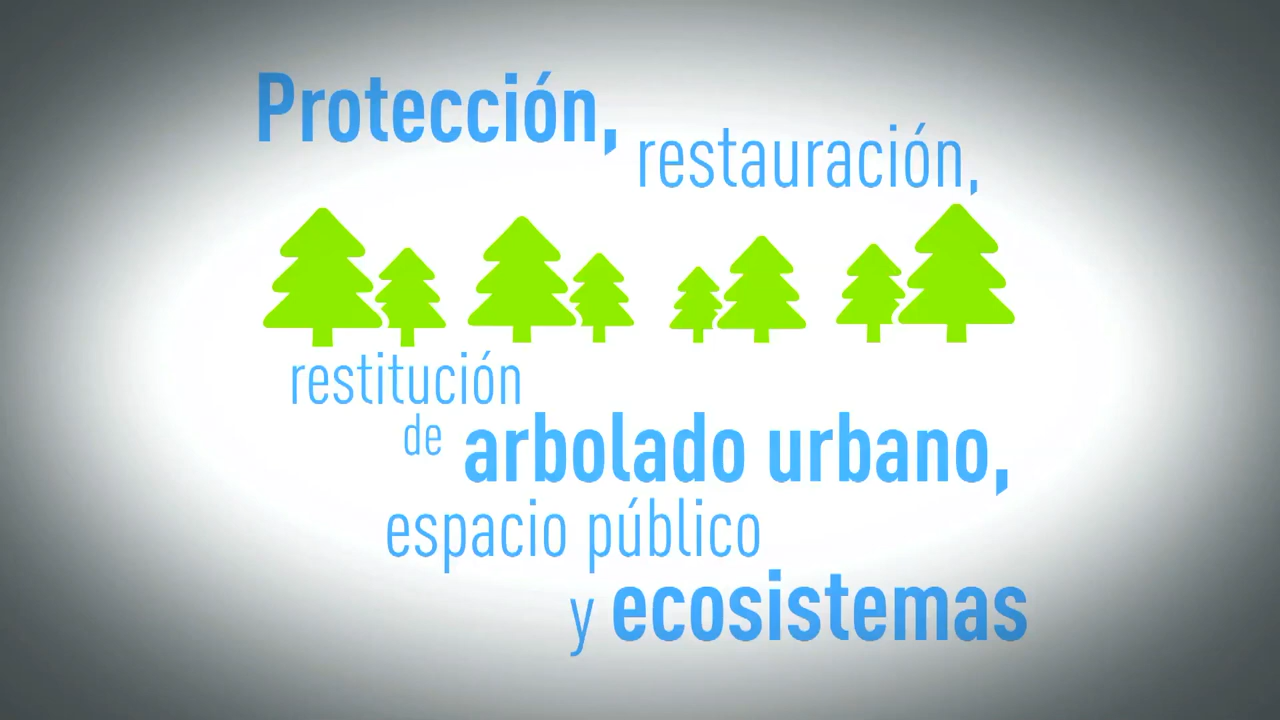 Protección,
restauración,
restitución
de arbolado urbano,
espacio público
y ecosistemas